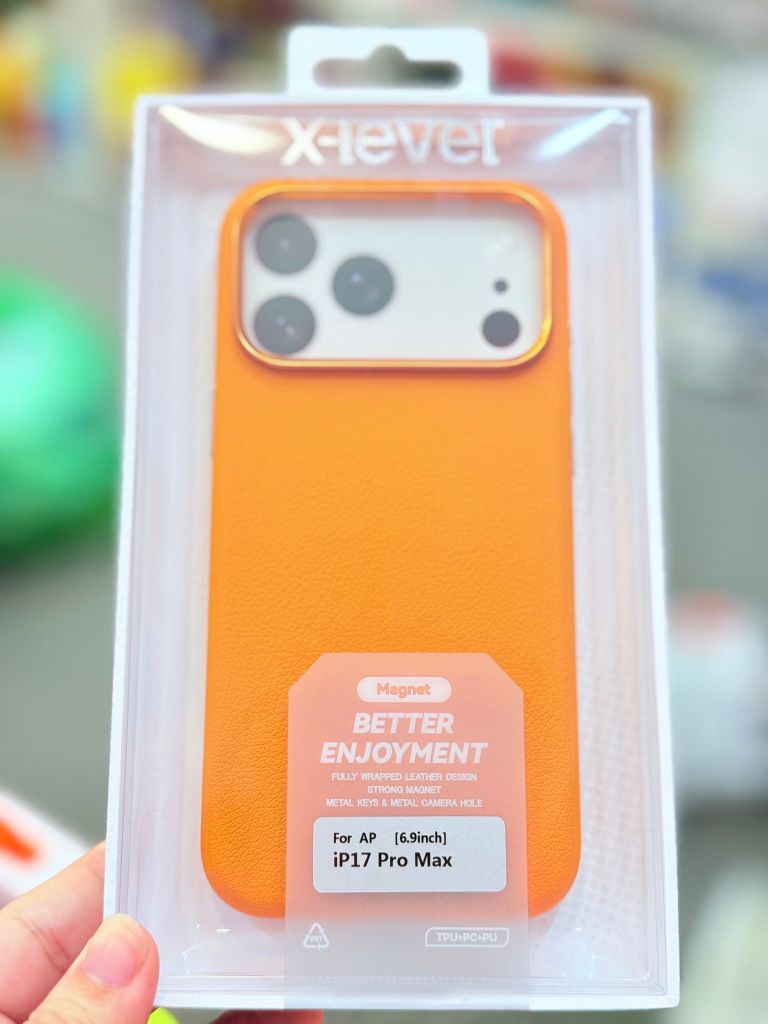 X-level
Magnet
BETTER
ENJOYMENT
FULLY WRAPPED LEATHER DESIGN
STRONG MAGNET
METAL KEYS & METAL CAMERA HOLE
For AP [6.9inch]
iP17 Pro Max
PET
TPU+PC+PU